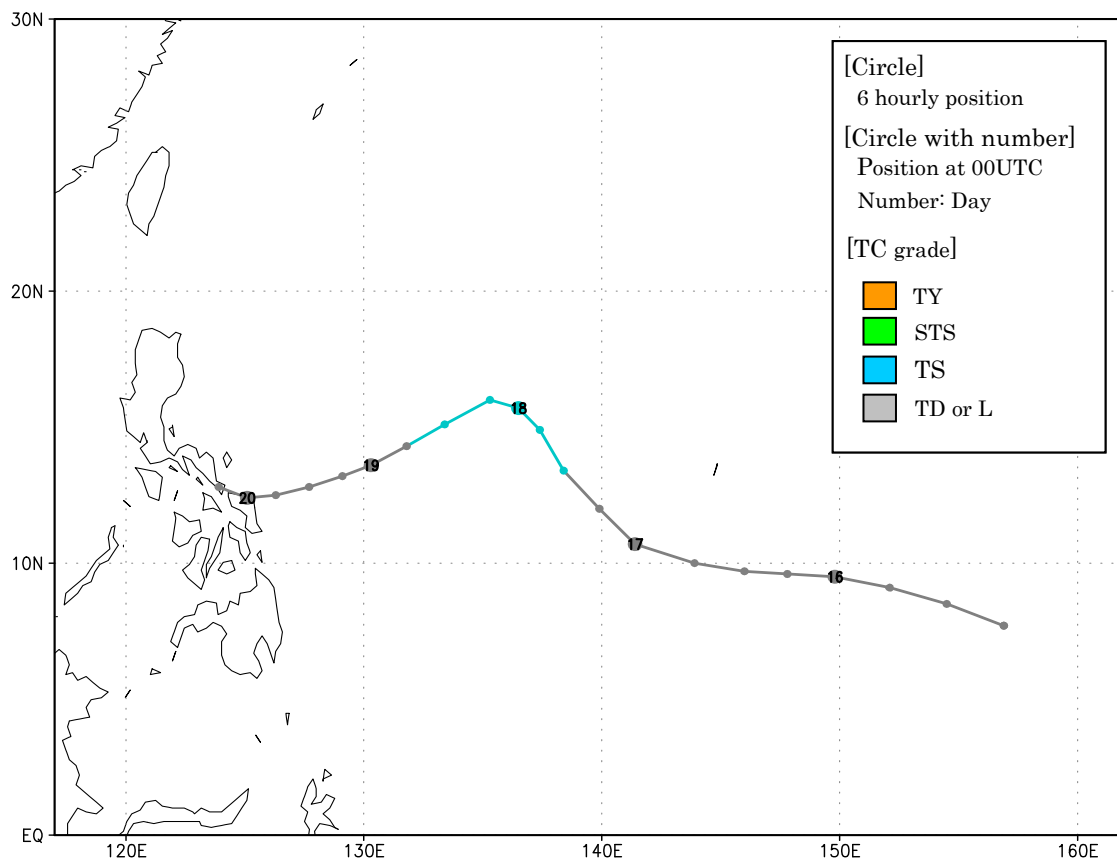 30N
[Circle]
6 hourly position
[Circle with number]
Position at 00UTC
Number: Day
[TC grade]
TY
STS
TS
TD or L
20N
18
19
20
17
10N
16
EQ
120E 130E 140E 150E 160E